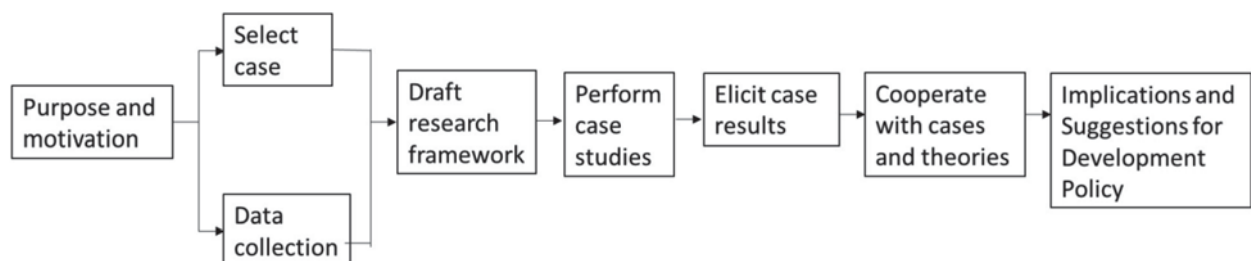 Purpose and
motivation
Select
case
Data
collection
Draft
research
framework
Perform
case
studies
Elicit case
results
Cooperate
with cases
and theories
Implications and
Suggestions for
Development
Policy